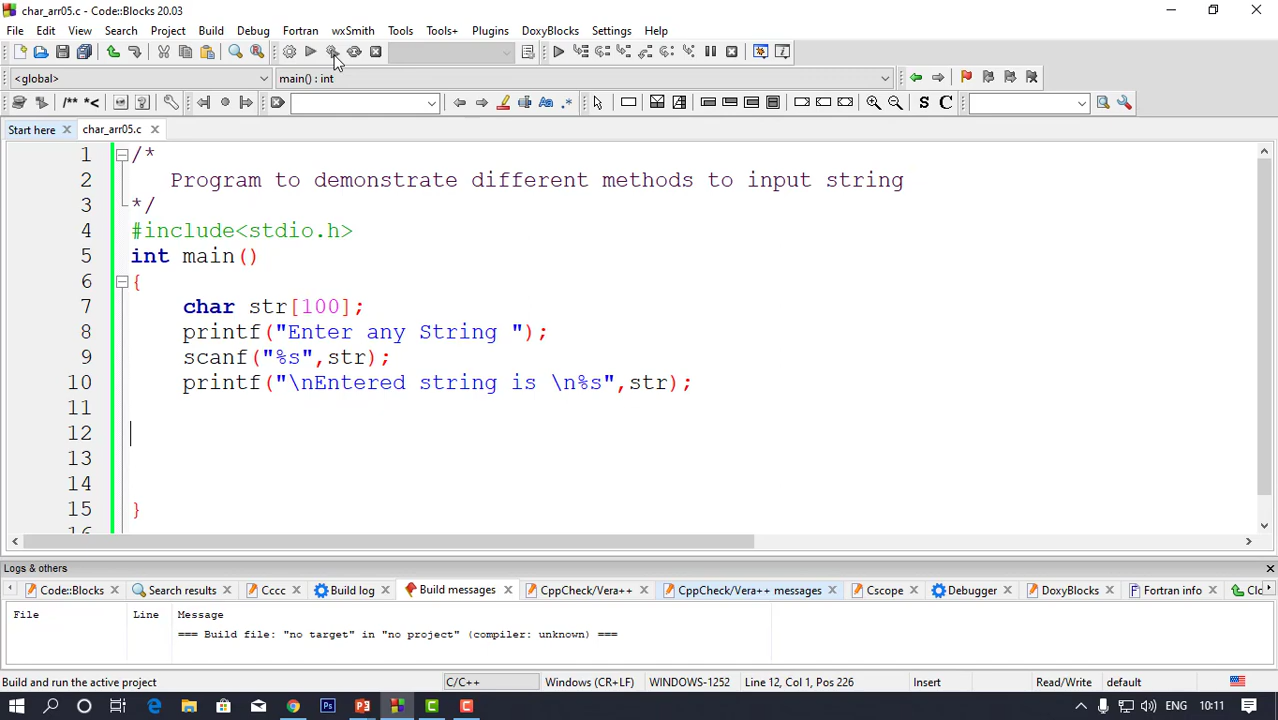 char_arr05.c - Code::Blocks 20.03
File Edit View Search Project Build Debug Fortran wxSmith Tools Tools+ Plugins DoxyBlocks Settings Help
<global> main() : int
/** *<
S C
Start here char_arr05.c
1 /*
2 Program to demonstrate different methods to input string
3 */
4 #include<stdio.h>
5 int main()
6 {
7 char str[100];
8 printf("Enter any String ");
9 scanf("%s",str);
10 printf("\nEntered string is \n%s",str);
11
12
13
14
15 }
16
Logs & others
Code::Blocks Search results Cccc Build log Build messages CppCheck/Vera++ CppCheck/Vera++ messages Cscope Debugger DoxyBlocks Fortran info Clo
File Line Message
=== Build file: "no target" in "no project" (compiler: unknown) ===
Build and run the active project C/C++ Windows (CR+LF) WINDOWS-1252 Line 12, Col 1, Pos 226 Insert Read/Write default
ENG 10:11